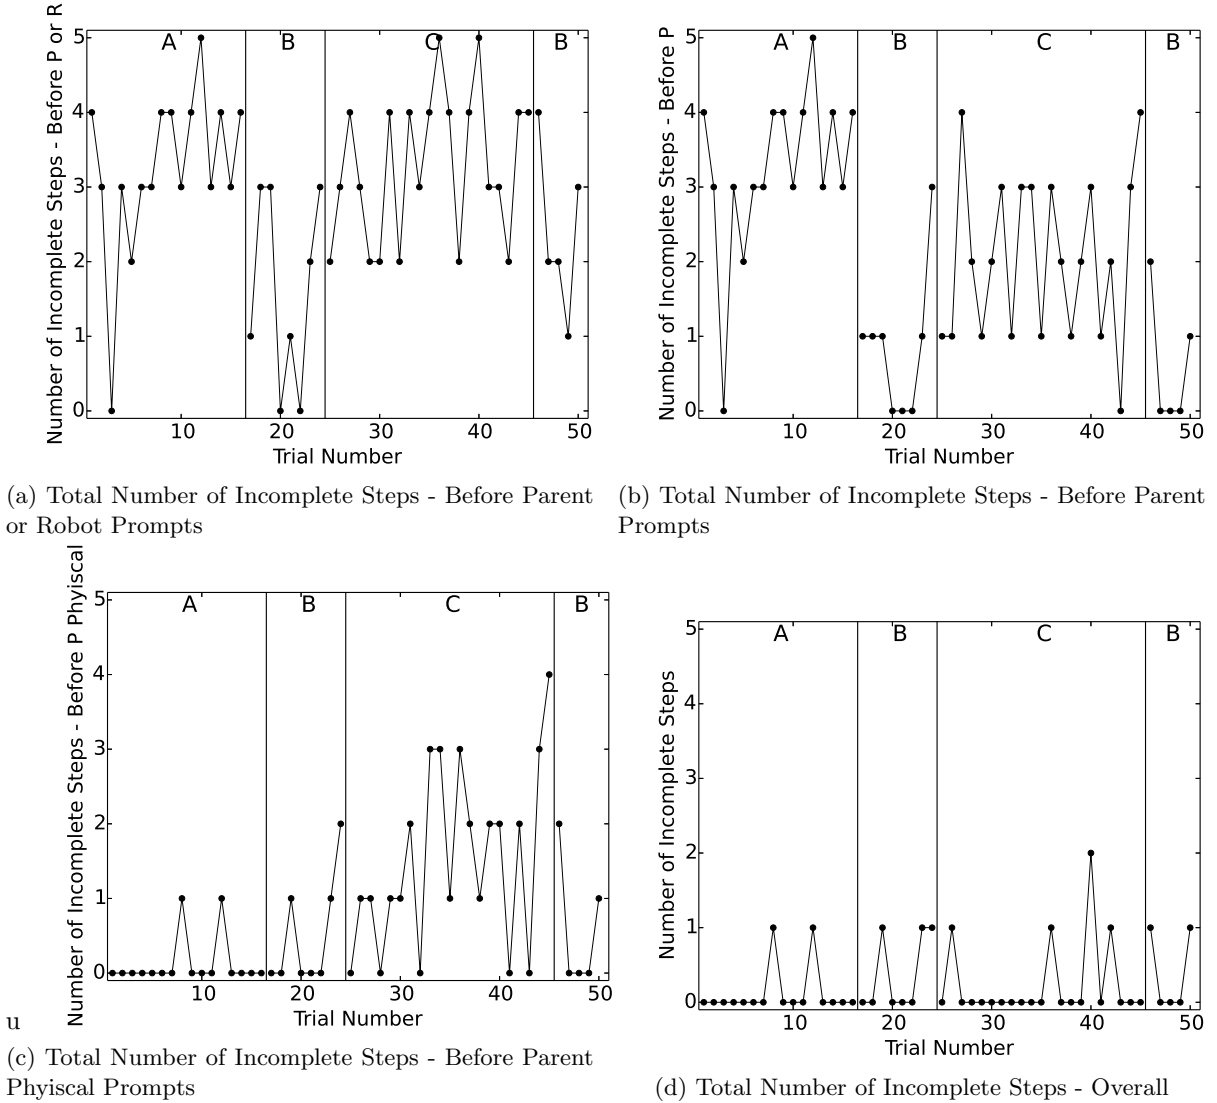 Number of Incomplete Steps - Before P or R
5
4
3
2
1
0
A
B
C
B
10
20
30
40
50
Trial Number
(a) Total Number of Incomplete Steps - Before Parent
or Robot Prompts
Number of Incomplete Steps - Before P
5
4
3
2
1
0
A
B
C
B
10
20
30
40
50
Trial Number
(b) Total Number of Incomplete Steps - Before Parent
Prompts
Number of Incomplete Steps - Before P Phyiscal
5
4
3
2
1
0
A
B
C
B
10
20
30
40
50
Trial Number
u
(c) Total Number of Incomplete Steps - Before Parent
Phyiscal Prompts
Number of Incomplete Steps
5
4
3
2
1
0
A
B
C
B
10
20
30
40
50
Trial Number
(d) Total Number of Incomplete Steps - Overall